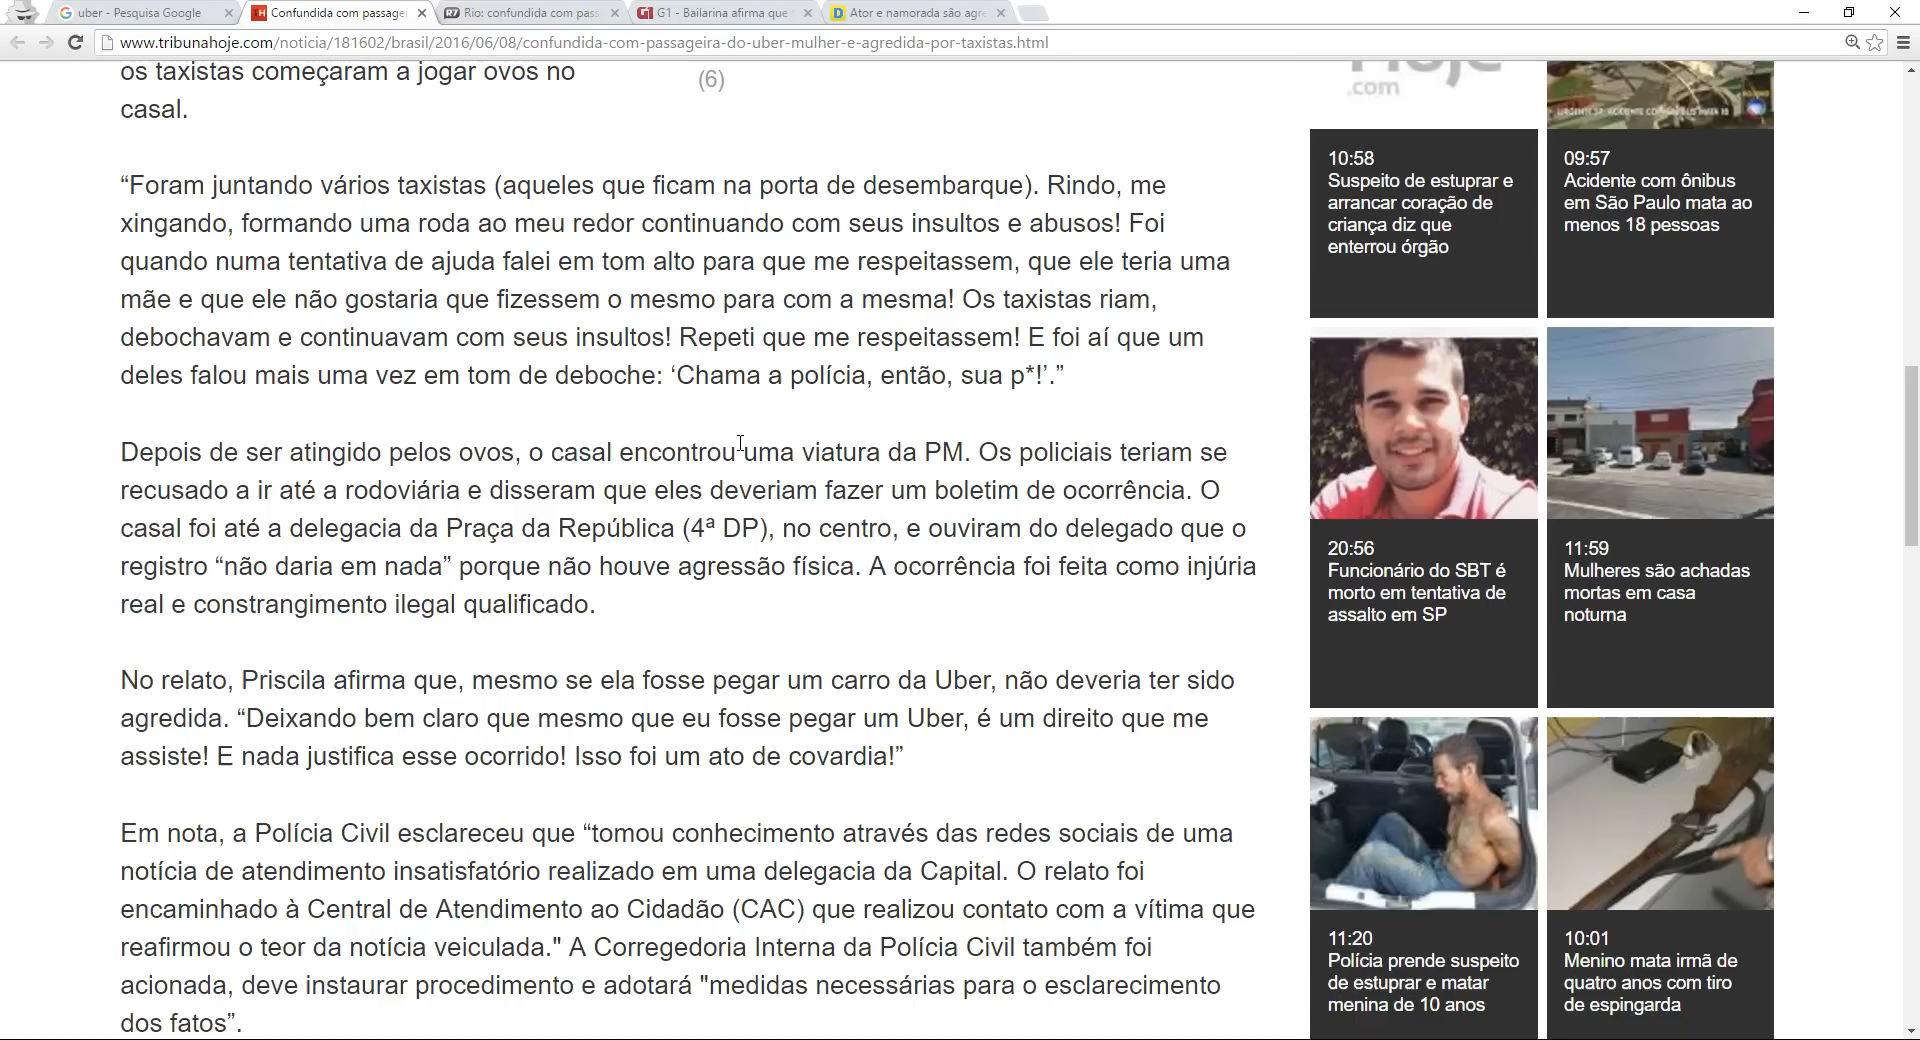 uber - Pesquisa Google
Confundida com passage
Rio: confundida com pass
G1 - Bailarina afirma que
Ator e namorada são agre
www.tribunahoje.com/noticia/181602/brasil/2016/06/08/confundida-com-passageira-do-uber-mulher-e-agredida-por-taxistas.html
os taxistas começaram a jogar ovos no
casal.
(6)
“Foram juntando vários taxistas (aqueles que ficam na porta de desembarque). Rindo, me
xingando, formando uma roda ao meu redor continuando com seus insultos e abusos! Foi
quando numa tentativa de ajuda falei em tom alto para que me respeitassem, que ele teria uma
mãe e que ele não gostaria que fizessem o mesmo para com a mesma! Os taxistas riam,
debochavam e continuavam com seus insultos! Repeti que me respeitassem! E foi aí que um
deles falou mais uma vez em tom de deboche: ‘Chama a polícia, então, sua p*!’.”
Depois de ser atingido pelos ovos, o casal encontrou uma viatura da PM. Os policiais teriam se
recusado a ir até a rodoviária e disseram que eles deveriam fazer um boletim de ocorrência. O
casal foi até a delegacia da Praça da República (4ª DP), no centro, e ouviram do delegado que o
registro “não daria em nada” porque não houve agressão física. A ocorrência foi feita como injúria
real e constrangimento ilegal qualificado.
No relato, Priscila afirma que, mesmo se ela fosse pegar um carro da Uber, não deveria ter sido
agredida. “Deixando bem claro que mesmo que eu fosse pegar um Uber, é um direito que me
assiste! E nada justifica esse ocorrido! Isso foi um ato de covardia!”
Em nota, a Polícia Civil esclareceu que “tomou conhecimento através das redes sociais de uma
notícia de atendimento insatisfatório realizado em uma delegacia da Capital. O relato foi
encaminhado à Central de Atendimento ao Cidadão (CAC) que realizou contato com a vítima que
reafirmou o teor da notícia veiculada." A Corregedoria Interna da Polícia Civil também foi
acionada, deve instaurar procedimento e adotará "medidas necessárias para o esclarecimento
dos fatos”.
Hoje
.com
10:58
Suspeito de estuprar e
arrancar coração de
criança diz que
enterrou órgão
09:57
Acidente com ônibus
em São Paulo mata ao
menos 18 pessoas
20:56
Funcionário do SBT é
morto em tentativa de
assalto em SP
11:59
Mulheres são achadas
mortas em casa
noturna
11:20
Polícia prende suspeito
de estuprar e matar
menina de 10 anos
10:01
Menino mata irmã de
quatro anos com tiro
de espingarda